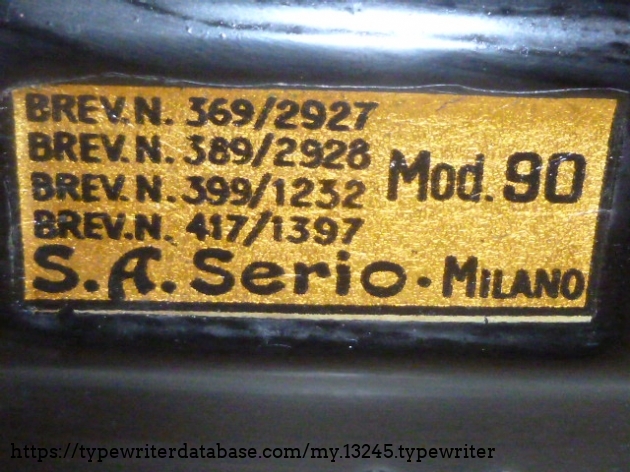 BREV. N. 369/2927
BREV. N. 389/2928
BREV. N. 399/1232
BREV. N. 417/1397
Mod. 90
S. A. Serio · MILANO
https://typewriterdatabase.com/my.13245.typewriter